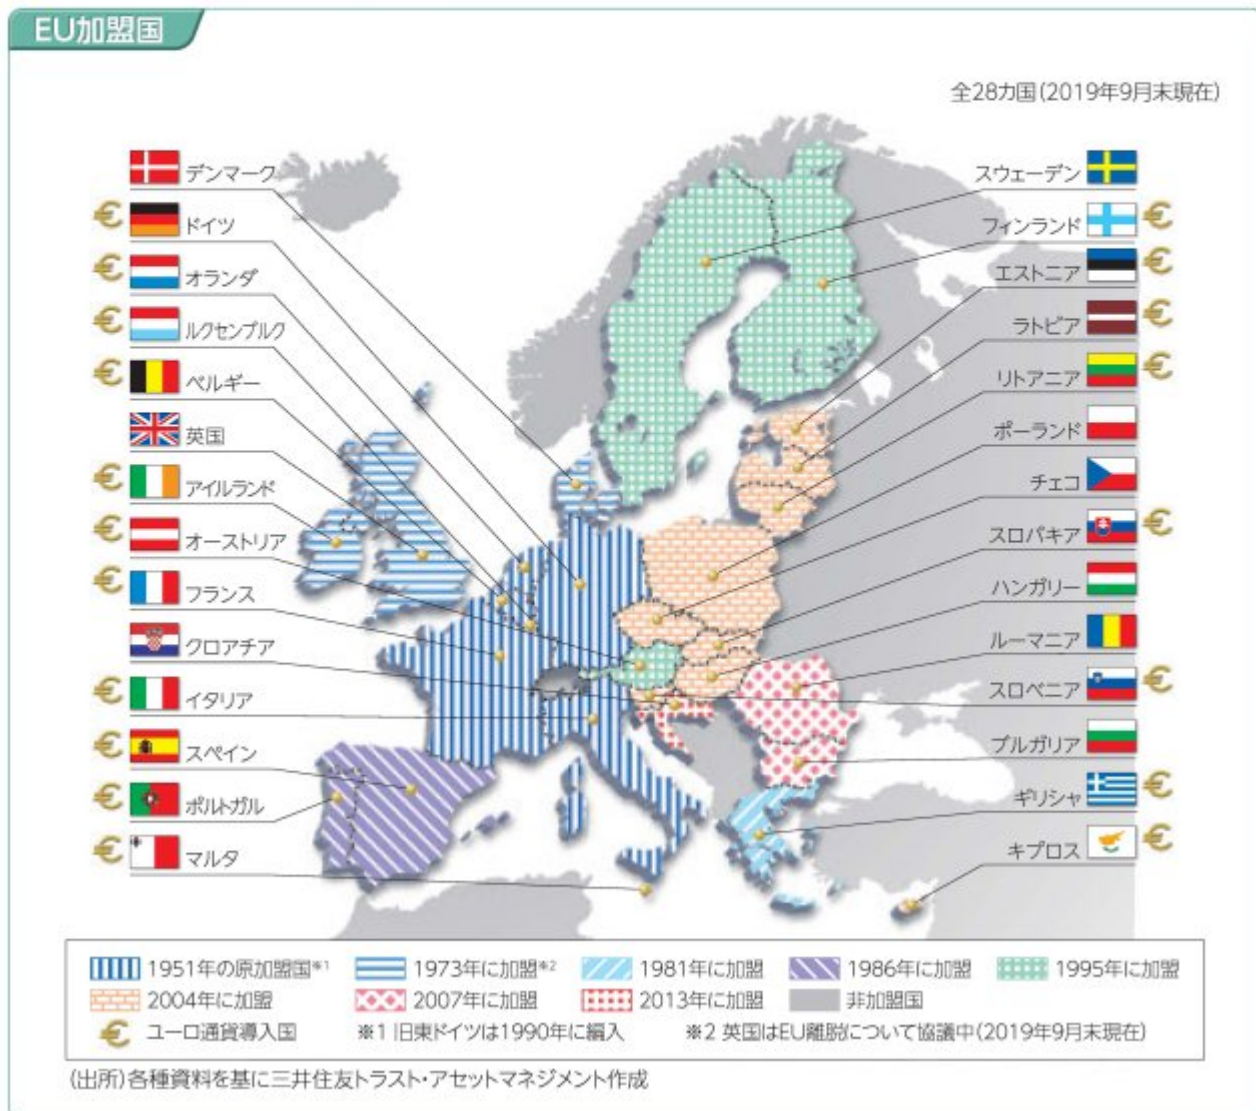 EU加盟国
全28カ国(2019年9月末現在)
デンマーク
€ ドイツ
€ オランダ
€ ルクセンブルク
€ ベルギー
英国
€ アイルランド
€ オーストリア
€ フランス
クロアチア
€ イタリア
€ スペイン
€ ポルトガル
€ マルタ
スウェーデン
フィンランド €
エストニア €
ラトビア €
リトアニア €
ポーランド
チェコ
スロバキア €
ハンガリー
ルーマニア
スロベニア €
ブルガリア
ギリシャ €
キプロス €
1951年の原加盟国※1 1973年に加盟※2 1981年に加盟 1986年に加盟 1995年に加盟
2004年に加盟 2007年に加盟 2013年に加盟 非加盟国
€ ユーロ通貨導入国 ※1 旧東ドイツは1990年に編入 ※2 英国はEU離脱について協議中(2019年9月末現在)
(出所)各種資料を基に三井住友トラスト・アセットマネジメント作成